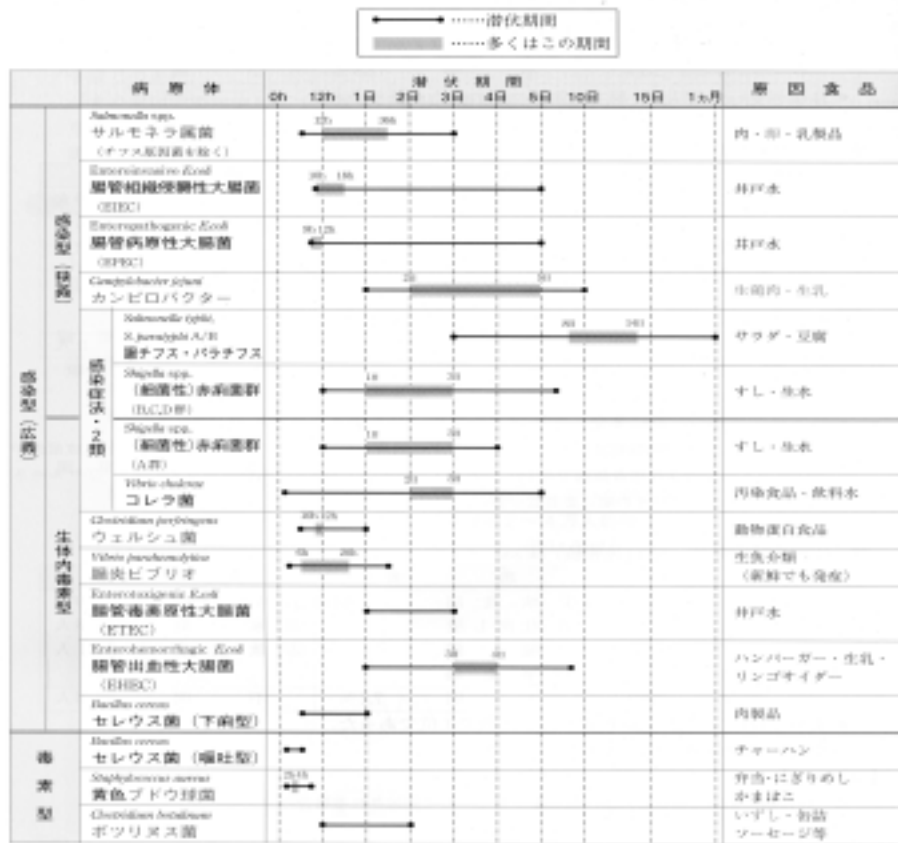 ……潜伏期間
……多くはこの期間
病原体
潜伏期間
原因食品
0h 12h 1日 2日 3日 4日 5日 10日 15日 1ヵ月
感染型(広義)
感染型(狭義)
感染症法・2類
生体内毒素型
毒素型
Salmonella spp.
サルモネラ属菌
(チフス原因菌を除く)
肉・卵・乳製品
Enteroinvasive E.coli
腸管組織侵襲性大腸菌
(EIEC)
井戸水
Enteropathogenic E.coli
腸管病原性大腸菌
(EPEC)
井戸水
Campylobacter jejuni
カンピロバクター
・生乳
Salmonella typhi,
腸チフス・パラチフス
サラダ・豆腐
Shigella spp.
(細菌性)赤痢菌群
(B,C,D群)
すし・生水
Shigella spp.
(細菌性)赤痢菌群
(A群)
すし・生水
Vibrio cholerae
コレラ菌
汚染食品・飲料水
Clostridium perfringens
ウェルシュ菌
動物蛋白食品
腸炎ビブリオ
生魚介類
(新鮮でも発症)
Enterotoxigenic E.coli
腸管毒素原性大腸菌
(ETEC)
井戸水
Enterohemorrhagic E.coli
腸管出血性大腸菌
(EHEC)
ハンバーガー・生乳・
リンゴサイダー
Bacillus cereus
セレウス菌(下痢型)
肉製品
Bacillus cereus
セレウス菌(嘔吐型)
チャーハン
Staphylococcus aureus
黄色ブドウ球菌
弁当・にぎりめし
かまぼこ
Clostridium botulinum
ボツリヌス菌
いずし・缶詰
ソーセージ等